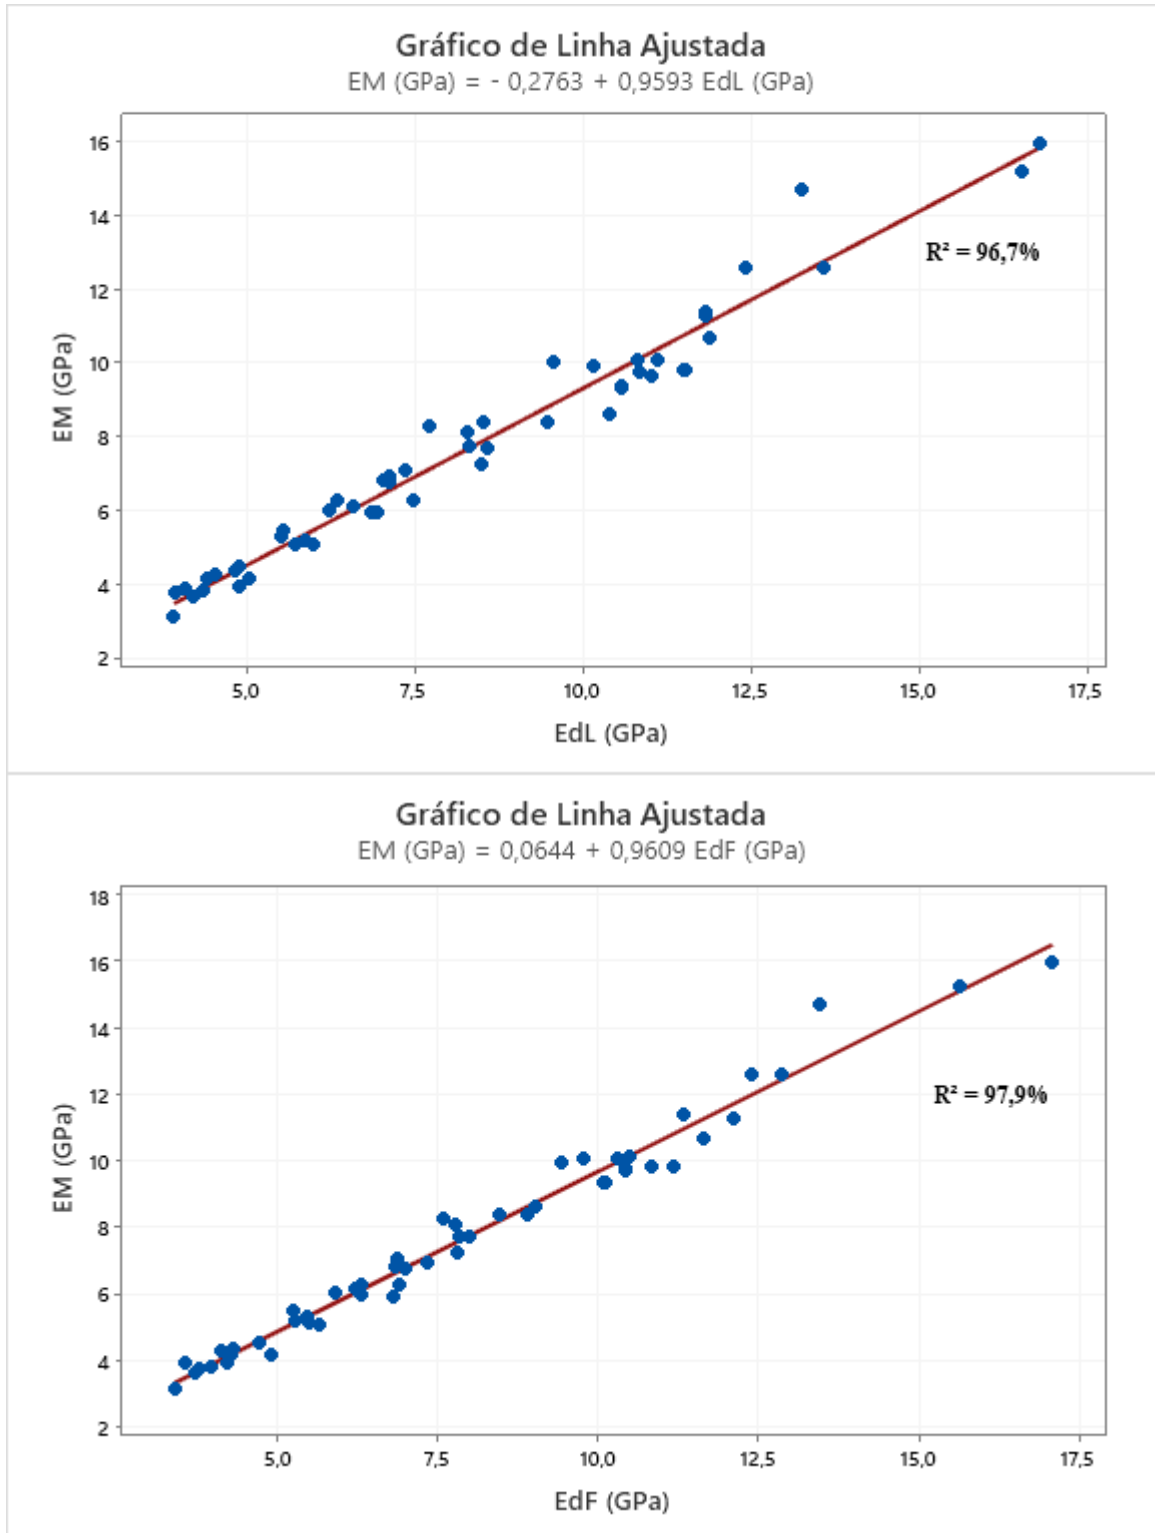 Gráfico de Linha Ajustada
EM (GPa) = - 0,2763 + 0,9593 EdL (GPa)
16
14
12
10
8
6
4
2
EM (GPa)
R² = 96,7%
5,0 7,5 10,0 12,5 15,0 17,5
EdL (GPa)
Gráfico de Linha Ajustada
EM (GPa) = 0,0644 + 0,9609 EdF (GPa)
18
16
14
12
10
8
6
4
2
EM (GPa)
R² = 97,9%
5,0 7,5 10,0 12,5 15,0 17,5
EdF (GPa)